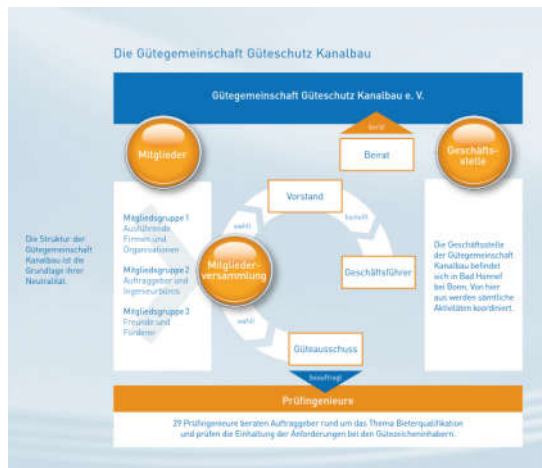 Die Gütegemeinschaft Güteschutz Kanalbau
Gütegemeinschaft Güteschutz Kanalbau e. V.
berät
Mitglieder
Beirat
Geschäfts-
stelle
Vorstand
Mitgliedsgruppe 1
Ausführende
Firmen und
Organisationen
Mitgliedsgruppe 2
Auftraggeber und
Ingenieurbüros
Mitgliedsgruppe 3
Freunde und
Förderer
wählt
bestellt
Die Struktur der
Gütegemeinschaft
Kanalbau ist die
Grundlage ihrer
Neutralität.
Mitglieder-
versammlung
Geschäftsführer
Die Geschäftsstelle
der Gütegemeinschaft
Kanalbau befindet
sich in Bad Honnef
bei Bonn. Von hier
aus werden sämtliche
Aktivitäten koordiniert.
wählt
Güteausschuss
beauftragt
Prüfingenieure
29 Prüfingenieure beraten Auftraggeber rund um das Thema Bieterqualifikation
und prüfen die Einhaltung der Anforderungen bei den Gütezeicheninhabern.